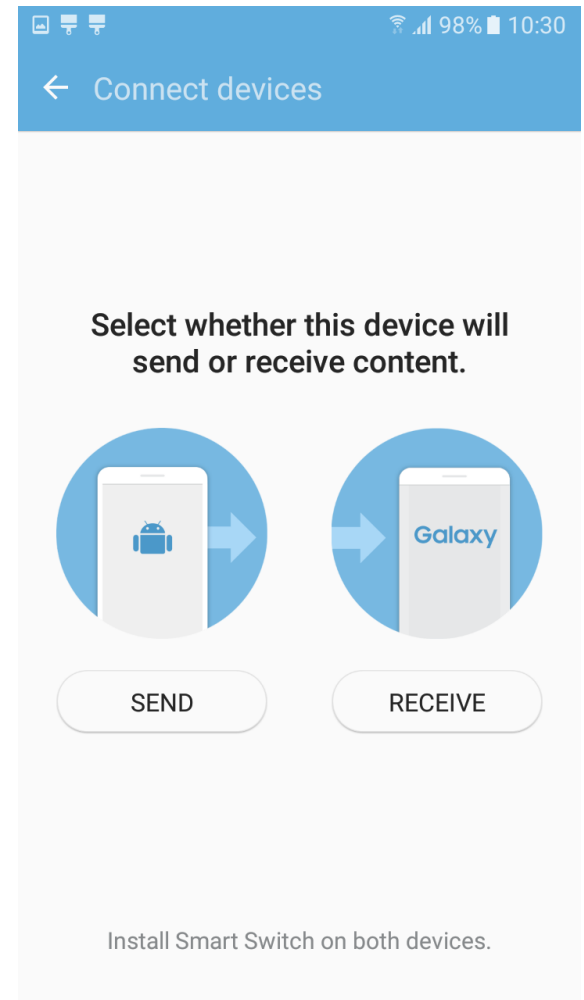 98% 10:30
Connect devices
Select whether this device will
send or receive content.
Galaxy
SEND RECEIVE
Install Smart Switch on both devices.